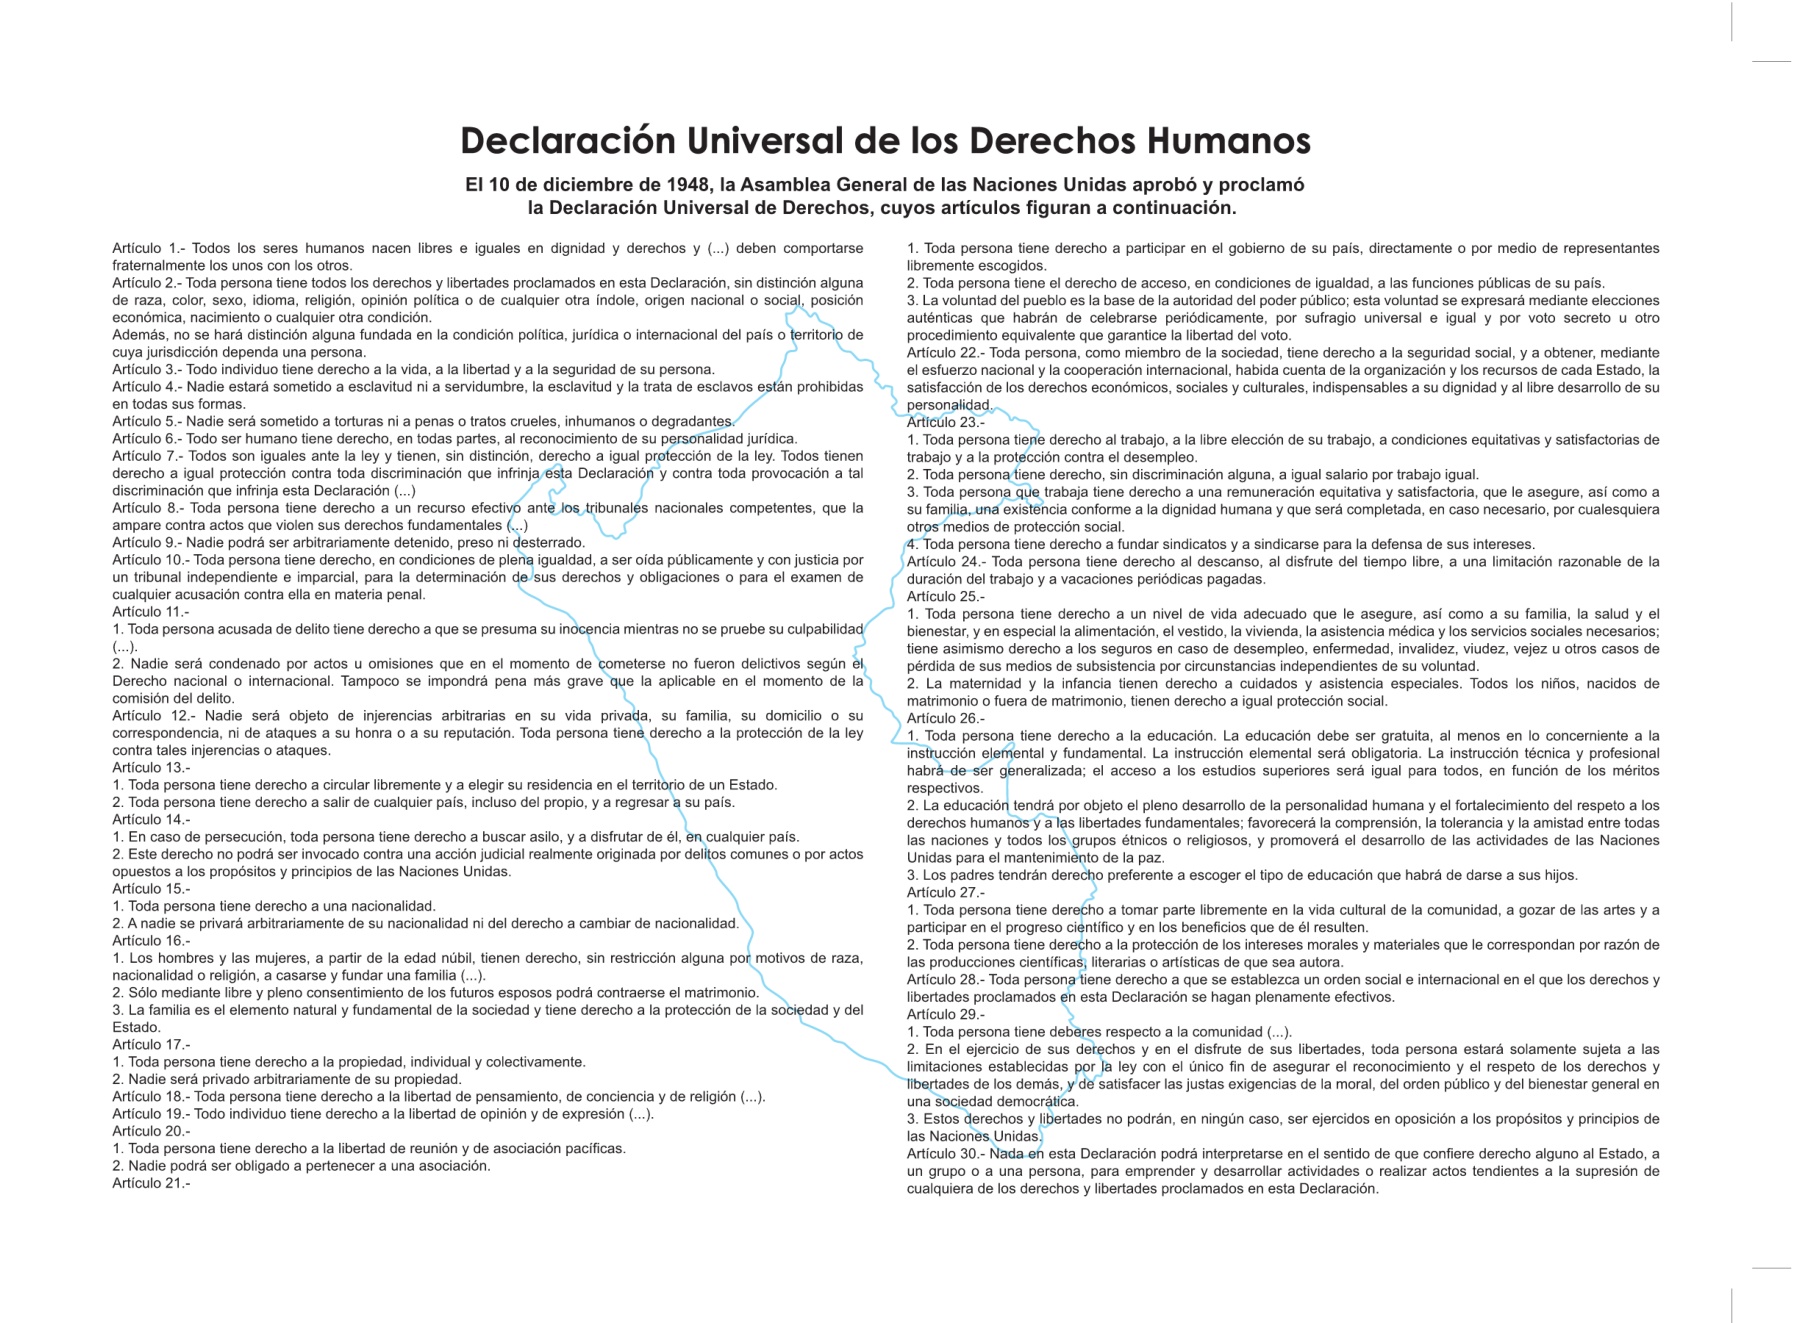 Declaración Universal de los Derechos Humanos
El 10 de diciembre de 1948, la Asamblea General de las Naciones Unidas aprobó y proclamó
la Declaración Universal de Derechos, cuyos artículos figuran a continuación.
Artículo 1.- Todos los seres humanos nacen libres e iguales en dignidad y derechos y (...) deben comportarse
fraternalmente los unos con los otros.
Artículo 2.- Toda persona tiene todos los derechos y libertades proclamados en esta Declaración, sin distinción alguna
de raza, color, sexo, idioma, religión, opinión política o de cualquier otra índole, origen nacional o social, posición
económica, nacimiento o cualquier otra condición.
Además, no se hará distinción alguna fundada en la condición política, jurídica o internacional del país o territorio de
cuya jurisdicción dependa una persona.
Artículo 3.- Todo individuo tiene derecho a la vida, a la libertad y a la seguridad de su persona.
Artículo 4.- Nadie estará sometido a esclavitud ni a servidumbre, la esclavitud y la trata de esclavos están prohibidas
en todas sus formas.
Artículo 5.- Nadie será sometido a torturas ni a penas o tratos crueles, inhumanos o degradantes.
Artículo 6.- Todo ser humano tiene derecho, en todas partes, al reconocimiento de su personalidad jurídica.
Artículo 7.- Todos son iguales ante la ley y tienen, sin distinción, derecho a igual protección de la ley. Todos tienen
derecho a igual protección contra toda discriminación que infrinja esta Declaración y contra toda provocación a tal
discriminación que infrinja esta Declaración (...)
Artículo 8.- Toda persona tiene derecho a un recurso efectivo ante los tribunales nacionales competentes, que la
ampare contra actos que violen sus derechos fundamentales (...)
Artículo 9.- Nadie podrá ser arbitrariamente detenido, preso ni desterrado.
Artículo 10.- Toda persona tiene derecho, en condiciones de plena igualdad, a ser oída públicamente y con justicia por
un tribunal independiente e imparcial, para la determinación de sus derechos y obligaciones o para el examen de
cualquier acusación contra ella en materia penal.
Artículo 11.-
1. Toda persona acusada de delito tiene derecho a que se presuma su inocencia mientras no se pruebe su culpabilidad
(...).
2. Nadie será condenado por actos u omisiones que en el momento de cometerse no fueron delictivos según el
Derecho nacional o internacional. Tampoco se impondrá pena más grave que la aplicable en el momento de la
comisión del delito.
Artículo 12.- Nadie será objeto de injerencias arbitrarias en su vida privada, su familia, su domicilio o su
correspondencia, ni de ataques a su honra o a su reputación. Toda persona tiene derecho a la protección de la ley
contra tales injerencias o ataques.
Artículo 13.-
1. Toda persona tiene derecho a circular libremente y a elegir su residencia en el territorio de un Estado.
2. Toda persona tiene derecho a salir de cualquier país, incluso del propio, y a regresar a su país.
Artículo 14.-
1. En caso de persecución, toda persona tiene derecho a buscar asilo, y a disfrutar de él, en cualquier país.
2. Este derecho no podrá ser invocado contra una acción judicial realmente originada por delitos comunes o por actos
opuestos a los propósitos y principios de las Naciones Unidas.
Artículo 15.-
1. Toda persona tiene derecho a una nacionalidad.
2. A nadie se privará arbitrariamente de su nacionalidad ni del derecho a cambiar de nacionalidad.
Artículo 16.-
1. Los hombres y las mujeres, a partir de la edad núbil, tienen derecho, sin restricción alguna por motivos de raza,
nacionalidad o religión, a casarse y fundar una familia (...).
2. Sólo mediante libre y pleno consentimiento de los futuros esposos podrá contraerse el matrimonio.
3. La familia es el elemento natural y fundamental de la sociedad y tiene derecho a la protección de la sociedad y del
Estado.
Artículo 17.-
1. Toda persona tiene derecho a la propiedad, individual y colectivamente.
2. Nadie será privado arbitrariamente de su propiedad.
Artículo 18.- Toda persona tiene derecho a la libertad de pensamiento, de conciencia y de religión (...).
Artículo 19.- Todo individuo tiene derecho a la libertad de opinión y de expresión (...).
Artículo 20.-
1. Toda persona tiene derecho a la libertad de reunión y de asociación pacíficas.
2. Nadie podrá ser obligado a pertenecer a una asociación.
Artículo 21.-
1. Toda persona tiene derecho a participar en el gobierno de su país, directamente o por medio de representantes
libremente escogidos.
2. Toda persona tiene el derecho de acceso, en condiciones de igualdad, a las funciones públicas de su país.
3. La voluntad del pueblo es la base de la autoridad del poder público; esta voluntad se expresará mediante elecciones
auténticas que habrán de celebrarse periódicamente, por sufragio universal e igual y por voto secreto u otro
procedimiento equivalente que garantice la libertad del voto.
Artículo 22.- Toda persona, como miembro de la sociedad, tiene derecho a la seguridad social, y a obtener, mediante
el esfuerzo nacional y la cooperación internacional, habida cuenta de la organización y los recursos de cada Estado, la
satisfacción de los derechos económicos, sociales y culturales, indispensables a su dignidad y al libre desarrollo de su
personalidad.
Artículo 23.-
1. Toda persona tiene derecho al trabajo, a la libre elección de su trabajo, a condiciones equitativas y satisfactorias de
trabajo y a la protección contra el desempleo.
2. Toda persona tiene derecho, sin discriminación alguna, a igual salario por trabajo igual.
3. Toda persona que trabaja tiene derecho a una remuneración equitativa y satisfactoria, que le asegure, así como a
su familia, una existencia conforme a la dignidad humana y que será completada, en caso necesario, por cualesquiera
otros medios de protección social.
4. Toda persona tiene derecho a fundar sindicatos y a sindicarse para la defensa de sus intereses.
Artículo 24.- Toda persona tiene derecho al descanso, al disfrute del tiempo libre, a una limitación razonable de la
duración del trabajo y a vacaciones periódicas pagadas.
Artículo 25.-
1. Toda persona tiene derecho a un nivel de vida adecuado que le asegure, así como a su familia, la salud y el
bienestar, y en especial la alimentación, el vestido, la vivienda, la asistencia médica y los servicios sociales necesarios;
tiene asimismo derecho a los seguros en caso de desempleo, enfermedad, invalidez, viudez, vejez u otros casos de
pérdida de sus medios de subsistencia por circunstancias independientes de su voluntad.
2. La maternidad y la infancia tienen derecho a cuidados y asistencia especiales. Todos los niños, nacidos de
matrimonio o fuera de matrimonio, tienen derecho a igual protección social.
Artículo 26.-
1. Toda persona tiene derecho a la educación. La educación debe ser gratuita, al menos en lo concerniente a la
instrucción elemental y fundamental. La instrucción elemental será obligatoria. La instrucción técnica y profesional
habrá de ser generalizada; el acceso a los estudios superiores será igual para todos, en función de los méritos
respectivos.
2. La educación tendrá por objeto el pleno desarrollo de la personalidad humana y el fortalecimiento del respeto a los
derechos humanos y a las libertades fundamentales; favorecerá la comprensión, la tolerancia y la amistad entre todas
las naciones y todos los grupos étnicos o religiosos, y promoverá el desarrollo de las actividades de las Naciones
Unidas para el mantenimiento de la paz.
3. Los padres tendrán derecho preferente a escoger el tipo de educación que habrá de darse a sus hijos.
Artículo 27.-
1. Toda persona tiene derecho a tomar parte libremente en la vida cultural de la comunidad, a gozar de las artes y a
participar en el progreso científico y en los beneficios que de él resulten.
2. Toda persona tiene derecho a la protección de los intereses morales y materiales que le correspondan por razón de
las producciones científicas, literarias o artísticas de que sea autora.
Artículo 28.- Toda persona tiene derecho a que se establezca un orden social e internacional en el que los derechos y
libertades proclamados en esta Declaración se hagan plenamente efectivos.
Artículo 29.-
1. Toda persona tiene deberes respecto a la comunidad (...).
2. En el ejercicio de sus derechos y en el disfrute de sus libertades, toda persona estará solamente sujeta a las
limitaciones establecidas por la ley con el único fin de asegurar el reconocimiento y el respeto de los derechos y
libertades de los demás, y de satisfacer las justas exigencias de la moral, del orden público y del bienestar general en
una sociedad democrática.
3. Estos derechos y libertades no podrán, en ningún caso, ser ejercidos en oposición a los propósitos y principios de
las Naciones Unidas.
Artículo 30.- Nada en esta Declaración podrá interpretarse en el sentido de que confiere derecho alguno al Estado, a
un grupo o a una persona, para emprender y desarrollar actividades o realizar actos tendientes a la supresión de
cualquiera de los derechos y libertades proclamados en esta Declaración.